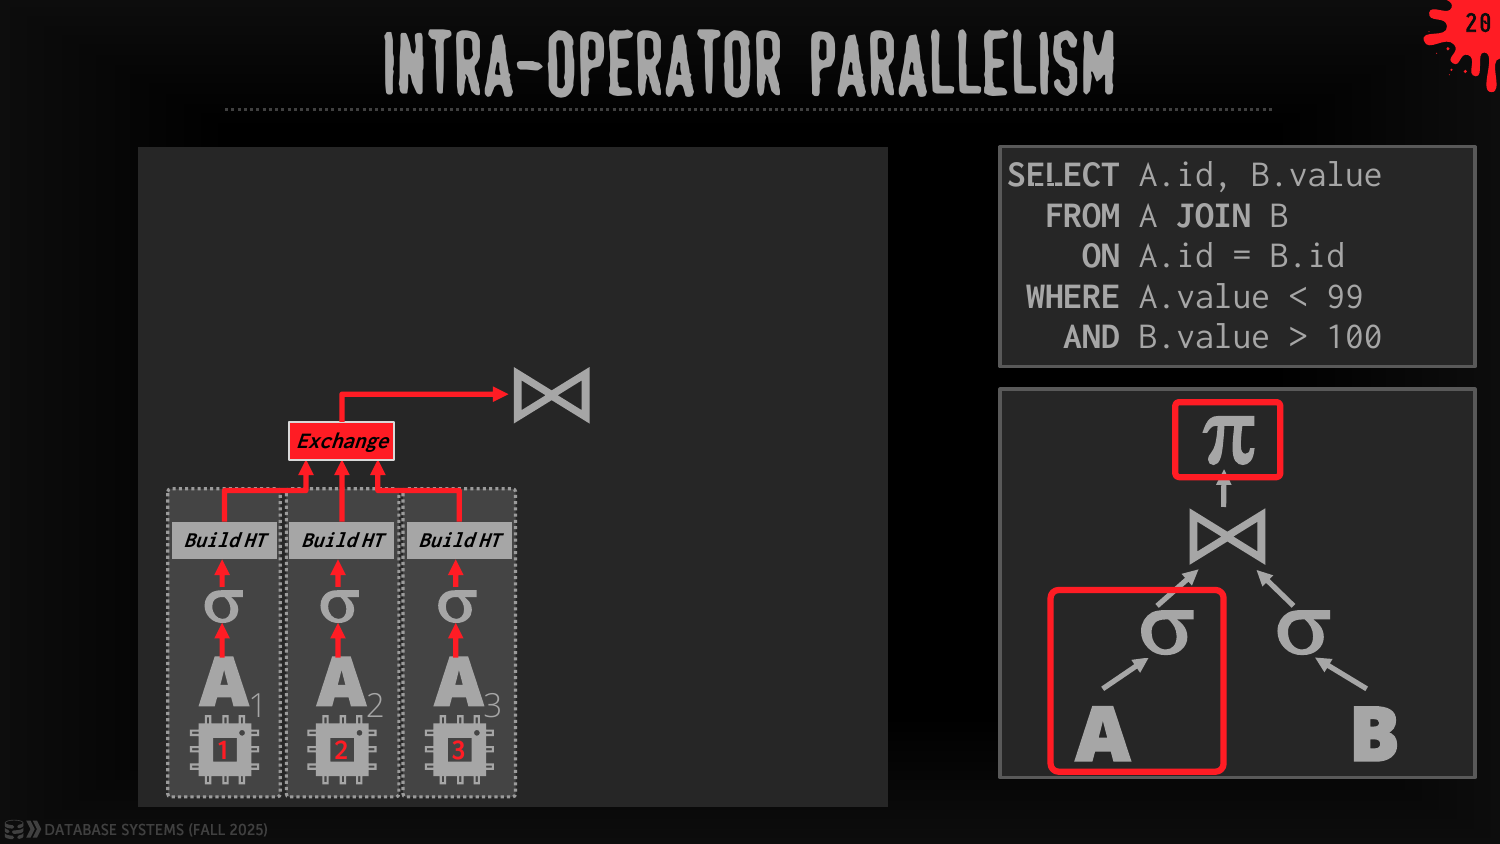 INTRA-OPERATOR PARALLELISM
20
SELECT A.id, B.value
FROM A JOIN B
ON A.id = B.id
WHERE A.value < 99
AND B.value > 100
⋈
Exchange
Build HT Build HT Build HT
σ σ σ
A1 A2 A3
1 2 3
π
⋈
σ σ
A B
DATABASE SYSTEMS (FALL 2025)